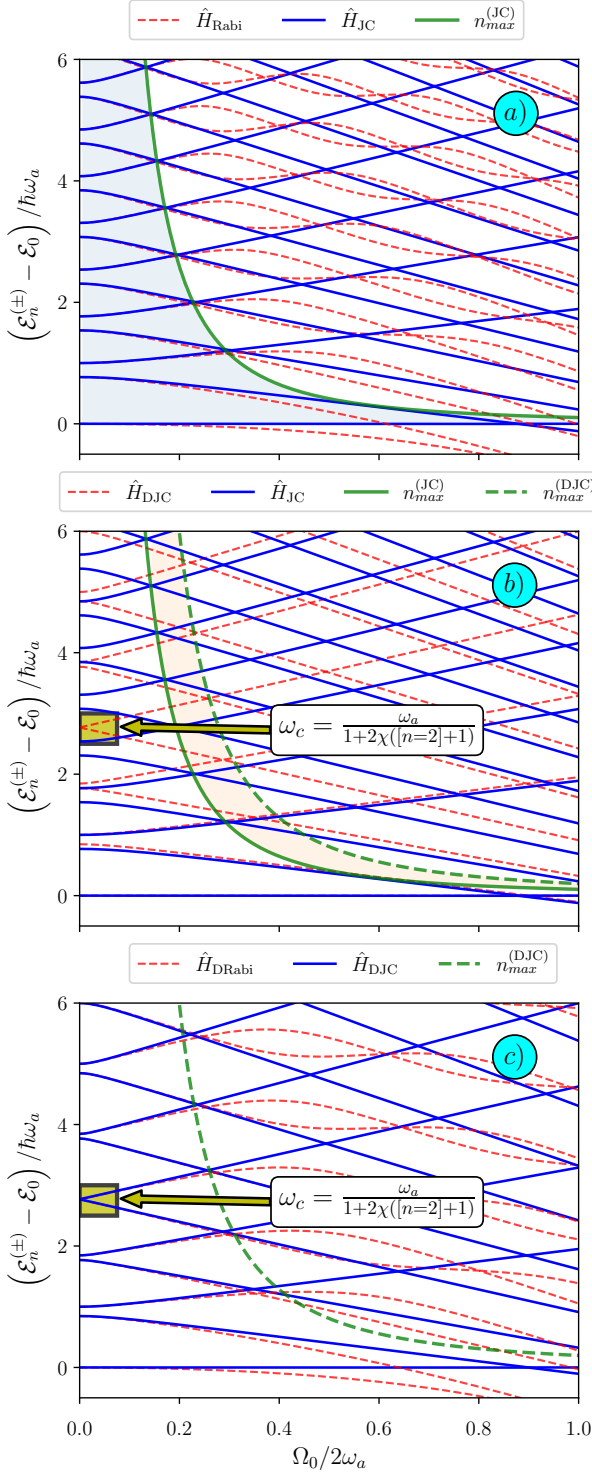 Ĥ_Rabi Ĥ_JC n_max^(JC)
6
4
2
0
(ℰ_n^(±) − ℰ_0) /ħω_a
a)
Ĥ_DJC Ĥ_JC n_max^(JC) n_max^(DJC)
6
4
2
0
(ℰ_n^(±) − ℰ_0) /ħω_a
b)
ω_c = ω_a / 1+2χ([n=2]+1)
Ĥ_DRabi Ĥ_DJC n_max^(DJC)
6
4
2
0
(ℰ_n^(±) − ℰ_0) /ħω_a
c)
ω_c = ω_a / 1+2χ([n=2]+1)
0.0 0.2 0.4 0.6 0.8 1.0
Ω_0/2ω_a